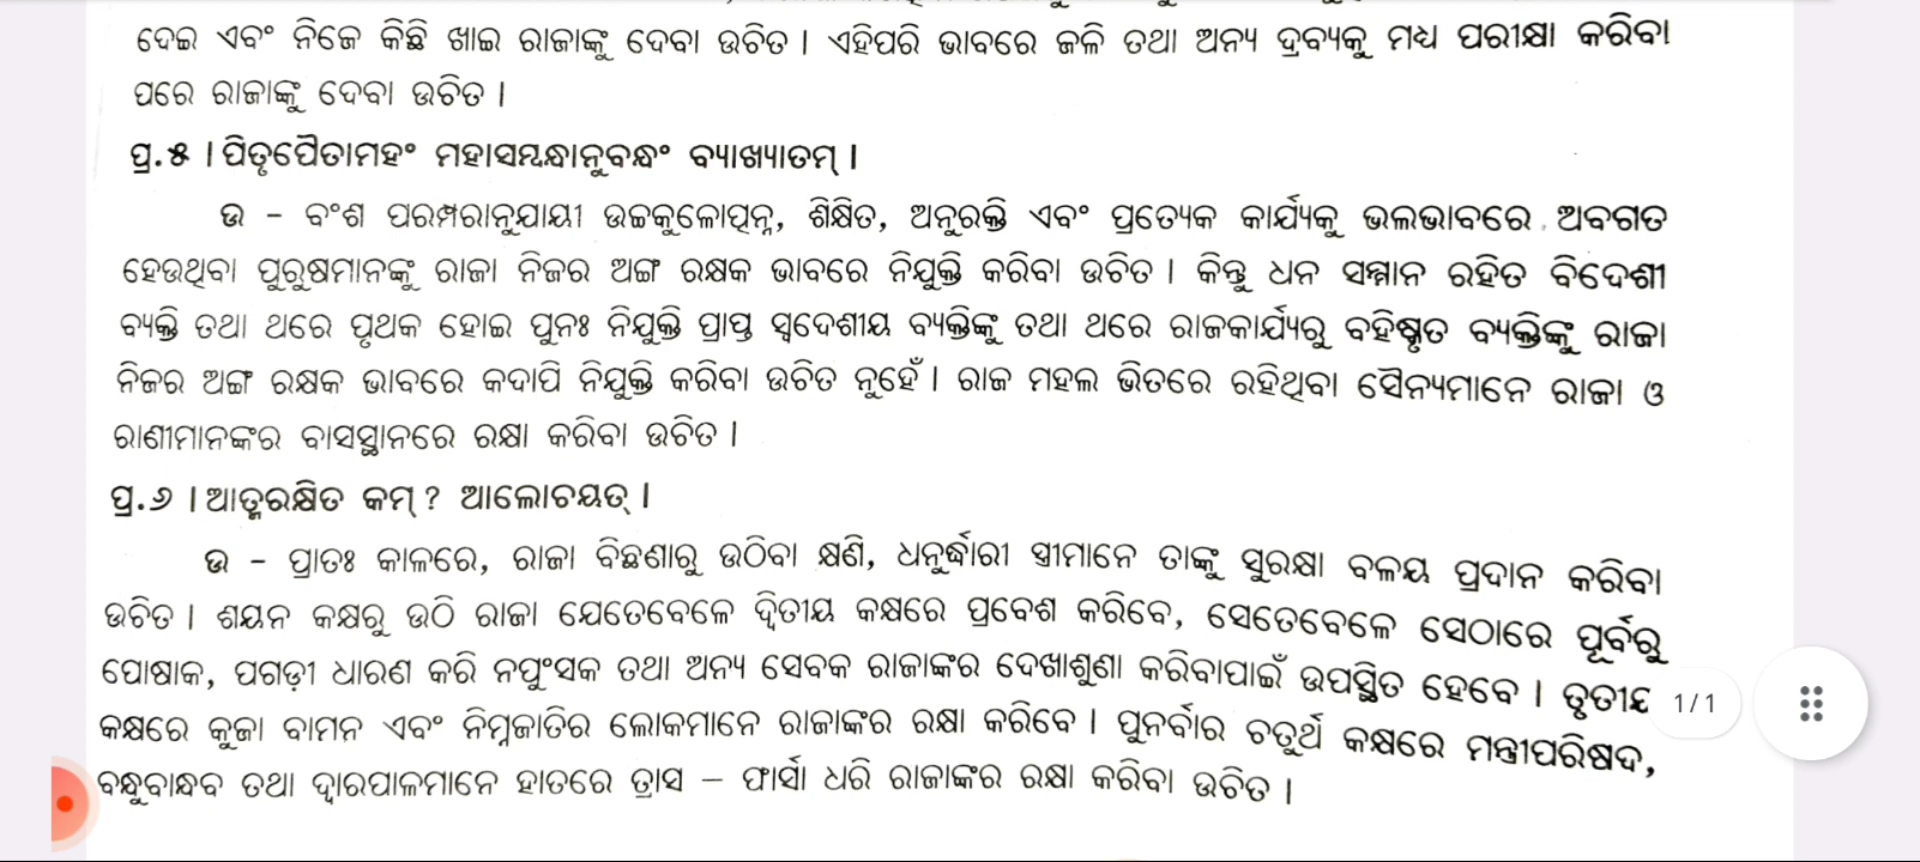 ଦେଇ ଏବଂ ନିଜେ କିଛି ଖାଇ ରାଜାଙ୍କୁ ଦେବା ଉଚିତ । ଏହିପରି ଭାବରେ ଜଳି ତଥା ଅନ୍ୟ ଦ୍ରବ୍ୟକୁ ମଧ୍ୟ ପରୀକ୍ଷା କରିବା
ପରେ ରାଜାଙ୍କୁ ଦେବା ଉଚିତ ।
ପ୍ର.୫ । ପିତୃପୈତାମହଂ ମହାସମ୍ବନ୍ଧାନୁବନ୍ଧଂ ବ୍ୟାଖ୍ୟାତମ୍ ।
ଉ - ବଂଶ ପରମ୍ପରାନୁଯାୟୀ ଉଚ୍ଚକୁଳୋତ୍ପନ୍ନ, ଶିକ୍ଷିତ, ଅନୁରକ୍ତି ଏବଂ ପ୍ରତ୍ୟେକ କାର୍ଯ୍ୟକୁ ଭଲଭାବରେ ଅବଗତ
ହେଉଥିବା ପୁରୁଷମାନଙ୍କୁ ରାଜା ନିଜର ଅଙ୍ଗ ରକ୍ଷକ ଭାବରେ ନିଯୁକ୍ତି କରିବା ଉଚିତ । କିନ୍ତୁ ଧନ ସମ୍ମାନ ରହିତ ବିଦେଶୀ
ବ୍ୟକ୍ତି ତଥା ଥରେ ପୃଥକ ହୋଇ ପୁନଃ ନିଯୁକ୍ତି ପ୍ରାପ୍ତ ସ୍ୱଦେଶୀୟ ବ୍ୟକ୍ତିଙ୍କୁ ତଥା ଥରେ ରାଜକାର୍ଯ୍ୟରୁ ବହିଷ୍କୃତ ବ୍ୟକ୍ତିଙ୍କୁ ରାଜା
ନିଜର ଅଙ୍ଗ ରକ୍ଷକ ଭାବରେ କଦାପି ନିଯୁକ୍ତି କରିବା ଉଚିତ ନୁହେଁ । ରାଜ ମହଲ ଭିତରେ ରହିଥିବା ସୈନ୍ୟମାନେ ରାଜା ଓ
ରାଣୀମାନଙ୍କର ବାସସ୍ଥାନରେ ରକ୍ଷା କରିବା ଉଚିତ ।
ପ୍ର.୬ । ଆତ୍ମରକ୍ଷିତ କମ୍ ? ଆଲୋଚୟତ୍ ।
ଉ - ପ୍ରାତଃ କାଳରେ, ରାଜା ବିଛଣାରୁ ଉଠିବା କ୍ଷଣି, ଧନୁର୍ଦ୍ଧାରୀ ସ୍ତ୍ରୀମାନେ ତାଙ୍କୁ ସୁରକ୍ଷା ବଳୟ ପ୍ରଦାନ କରିବା
ଉଚିତ । ଶୟନ କକ୍ଷରୁ ଉଠି ରାଜା ଯେତେବେଳେ ଦ୍ୱିତୀୟ କକ୍ଷରେ ପ୍ରବେଶ କରିବେ, ସେତେବେଳେ ସେଠାରେ ପୂର୍ବରୁ
ପୋଷାକ, ପଗଡ଼ୀ ଧାରଣ କରି ନପୁଂସକ ତଥା ଅନ୍ୟ ସେବକ ରାଜାଙ୍କର ଦେଖାଶୁଣା କରିବାପାଇଁ ଉପସ୍ଥିତ ହେବେ । ତୃତୀୟ
କକ୍ଷରେ କୁଜା ବାମନ ଏବଂ ନିମ୍ନଜାତିର ଲୋକମାନେ ରାଜାଙ୍କର ରକ୍ଷା କରିବେ । ପୁନର୍ବାର ଚତୁର୍ଥ କକ୍ଷରେ ମନ୍ତ୍ରୀପରିଷଦ,
ବନ୍ଧୁବାନ୍ଧବ ତଥା ଦ୍ୱାରପାଳମାନେ ହାତରେ ତ୍ରାସ – ଫାର୍ସା ଧରି ରାଜାଙ୍କର ରକ୍ଷା କରିବା ଉଚିତ ।
1/1